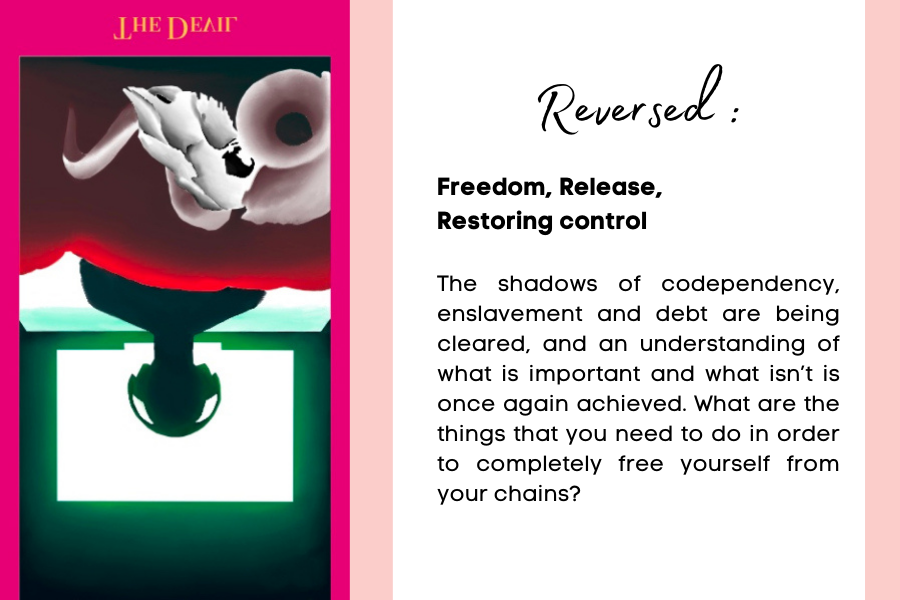 THE DEVIL
Reversed :
Freedom, Release,
Restoring control
The shadows of codependency,
enslavement and debt are being
cleared, and an understanding of
what is important and what isn’t is
once again achieved. What are the
things that you need to do in order
to completely free yourself from
your chains?